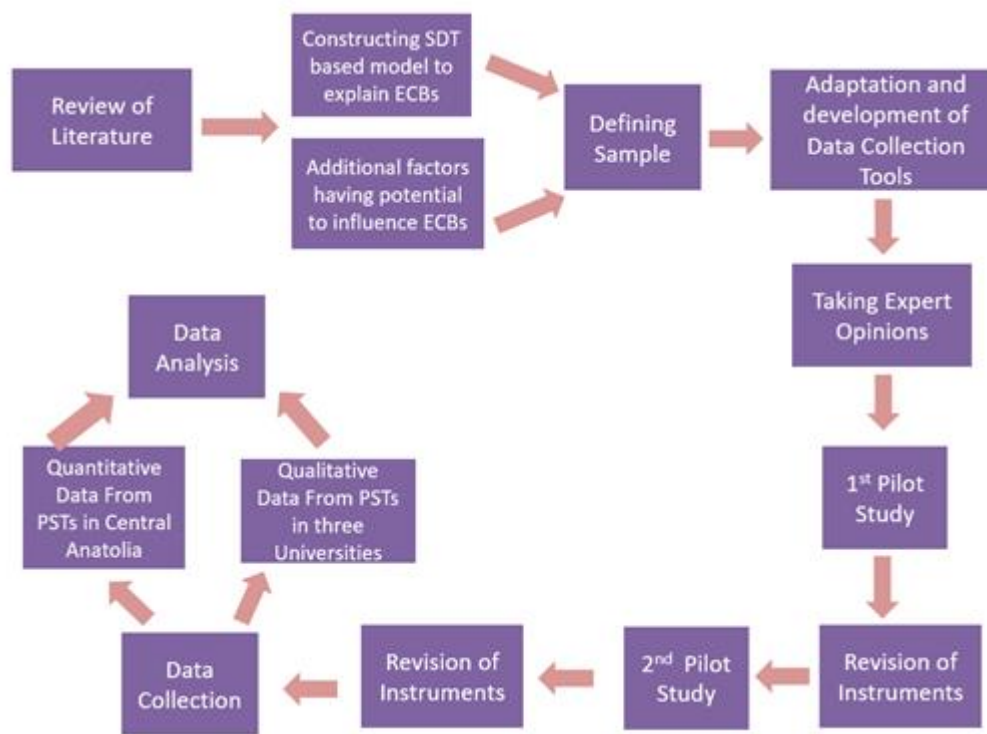 Review of
Literature
Constructing SDT
based model to
explain ECBs
Additional factors
having potential
to influence ECBs
Defining
Sample
Adaptation and
development of
Data Collection
Tools
Taking Expert
Opinions
1st Pilot
Study
Revision of
Instruments
2nd Pilot
Study
Revision of
Instruments
Data
Collection
Quantitative
Data From
PSTs in Central
Anatolia
Qualitative
Data From PSTs
in three
Universities
Data
Analysis